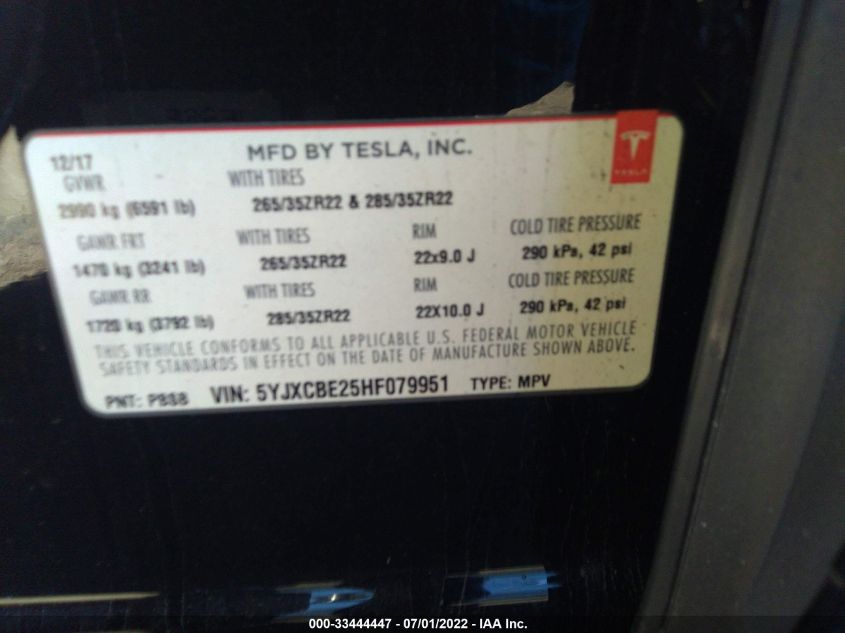 12/17
MFD BY TESLA, INC.
TESLA
GVWR WITH TIRES
2990 kg (6591 lb) 265/35ZR22 & 285/35ZR22
GAWR FRT WITH TIRES RIM COLD TIRE PRESSURE
1470 kg (3241 lb) 265/35ZR22 22x9.0 J 290 kPa, 42 psi
GAWR RR WITH TIRES RIM COLD TIRE PRESSURE
1720 kg (3792 lb) 285/35ZR22 22X10.0 J 290 kPa, 42 psi
THIS VEHICLE CONFORMS TO ALL APPLICABLE U.S. FEDERAL MOTOR VEHICLE
SAFETY STANDARDS IN EFFECT ON THE DATE OF MANUFACTURE SHOWN ABOVE.
PNT: VIN: 5YJXCBE25HF079951 TYPE: MPV
000-33444447 - 07/01/2022 - IAA Inc.